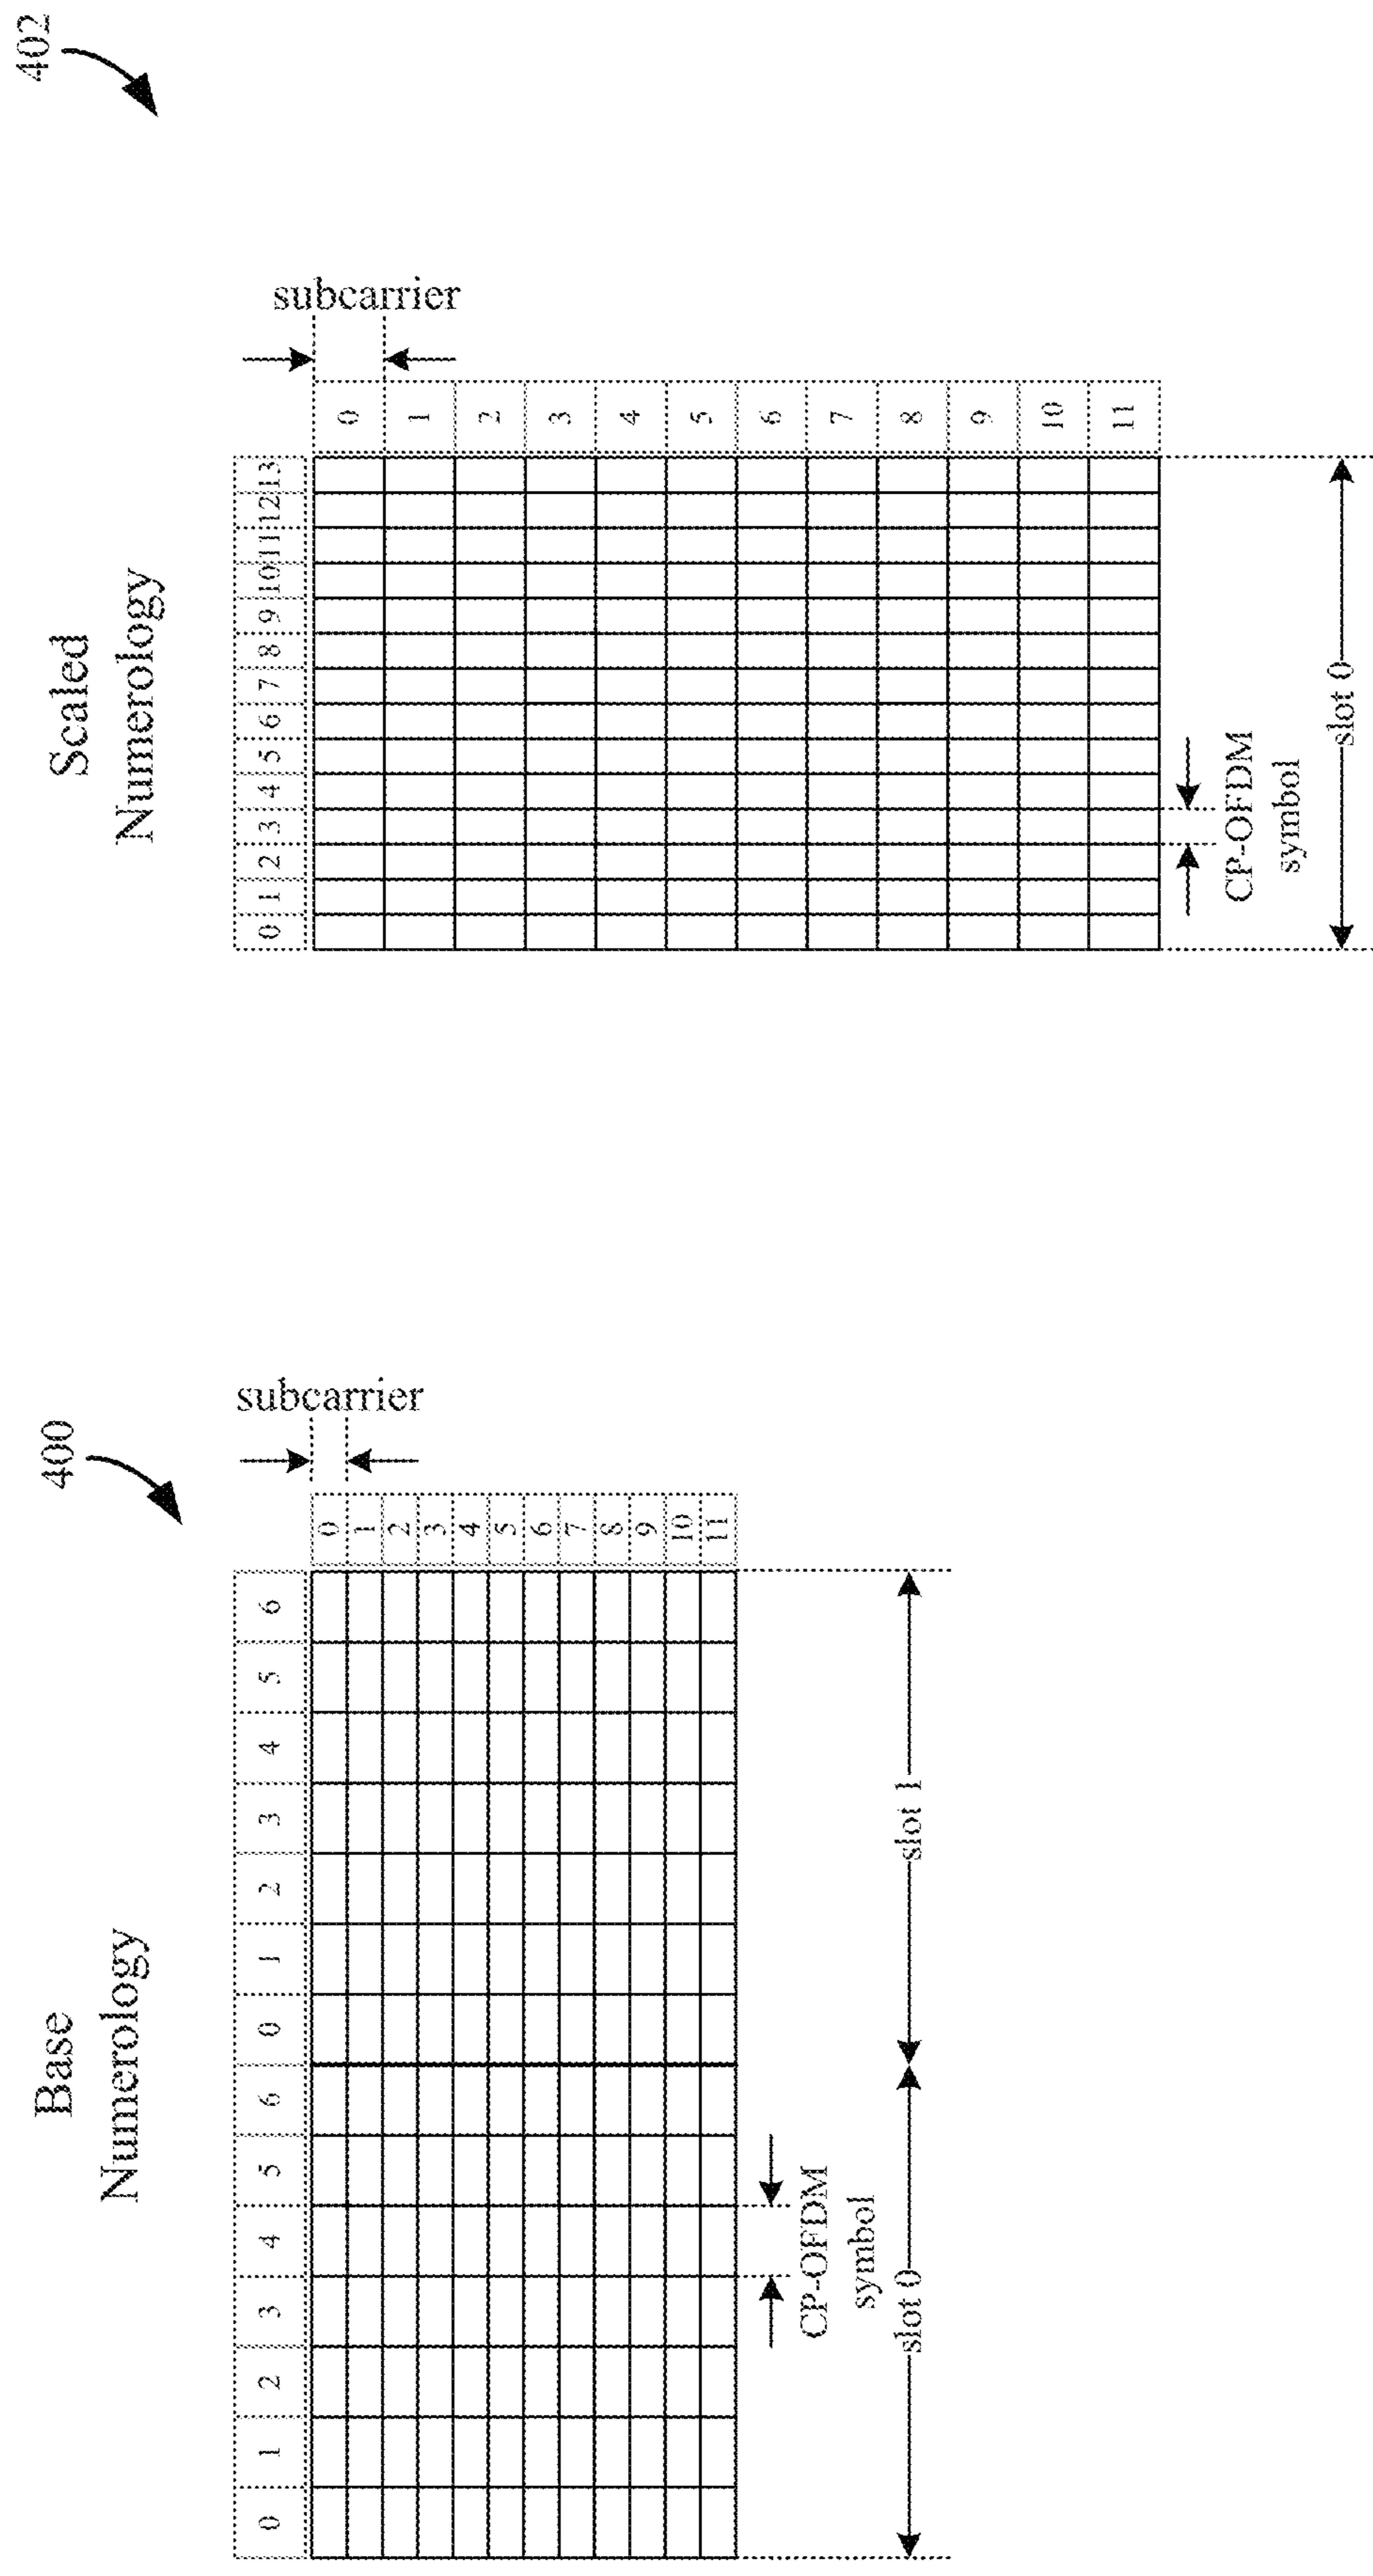 Base
Numerology
400
0 1 2 3 4 5 6 0 1 2 3 4 5 6
0
1
2
3
4
5
6
7
8
9
10
11
subcarrier
CP-OFDM
symbol
slot 0
slot 1
Scaled
Numerology
402
0 1 2 3 4 5 6 7 8 9 10 11 12 13
0
1
2
3
4
5
6
7
8
9
10
11
subcarrier
CP-OFDM
symbol
slot 0